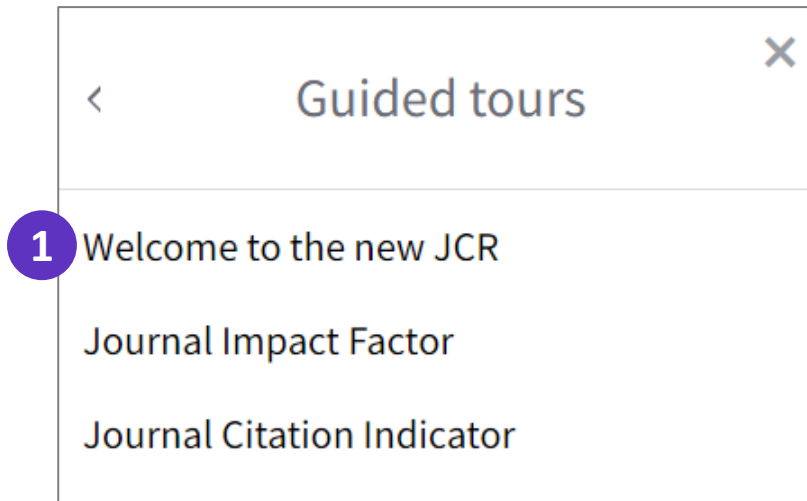 Guided tours
1 Welcome to the new JCR
Journal Impact Factor
Journal Citation Indicator